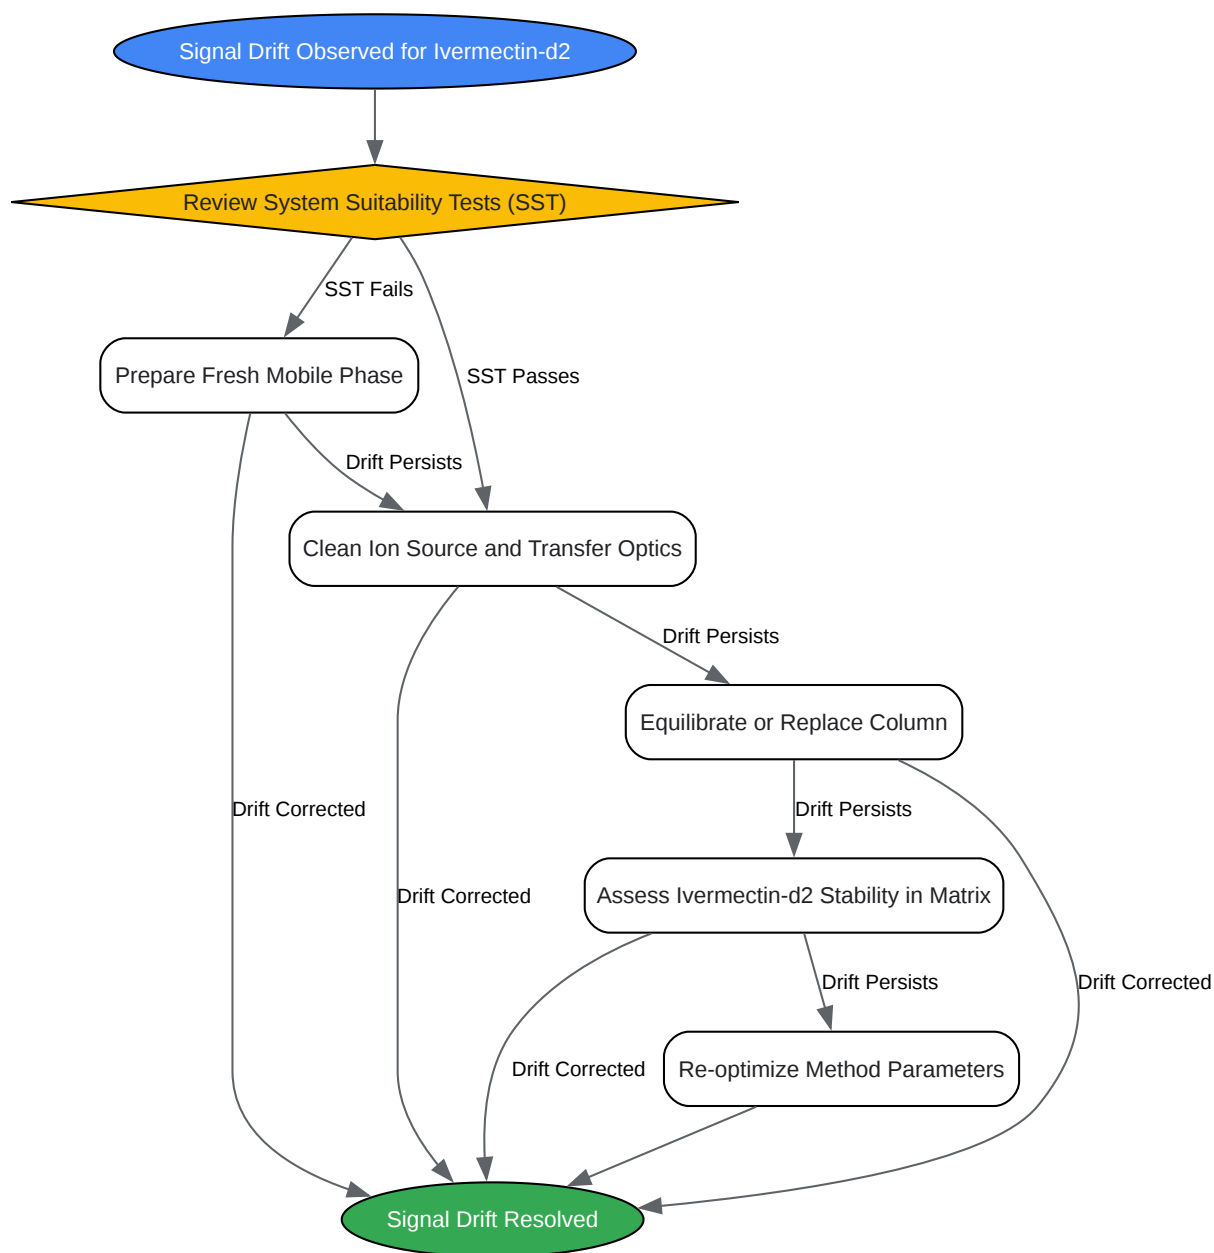 Signal Drift Observed for Ivermectin-d2
Review System Suitability Tests (SST)
SST Fails
Prepare Fresh Mobile Phase
SST Passes
Drift Persists
Clean Ion Source and Transfer Optics
Drift Persists
Equilibrate or Replace Column
Drift Corrected
Drift Persists
Drift Corrected
Assess Ivermectin-d2 Stability in Matrix
Drift Persists
Drift Corrected
Drift Corrected
Re-optimize Method Parameters
Signal Drift Resolved